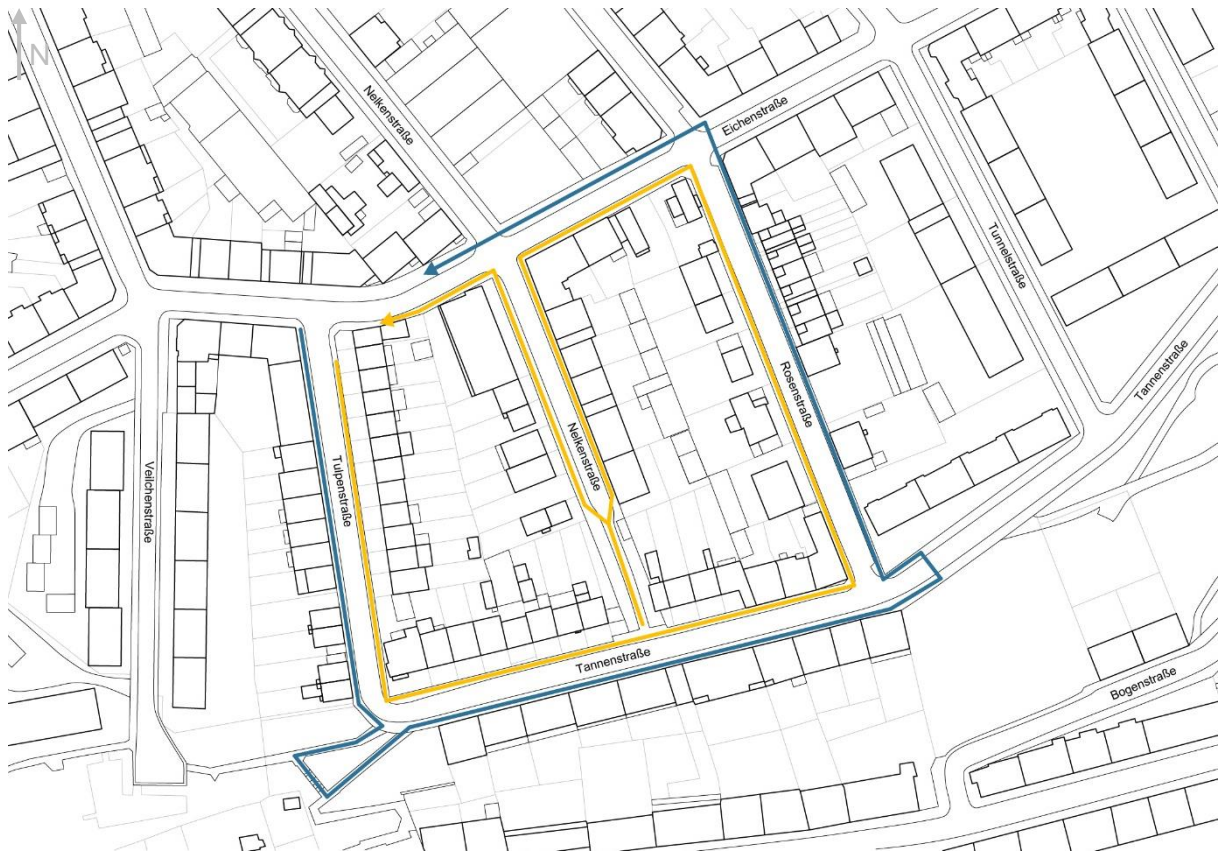 N
Nelkenstraße
Eichenstraße
Tunnelstraße
Tannenstraße
Rosenstraße
Nelkenstraße
Tulpenstraße
Veilchenstraße
Tannenstraße
Bogenstraße